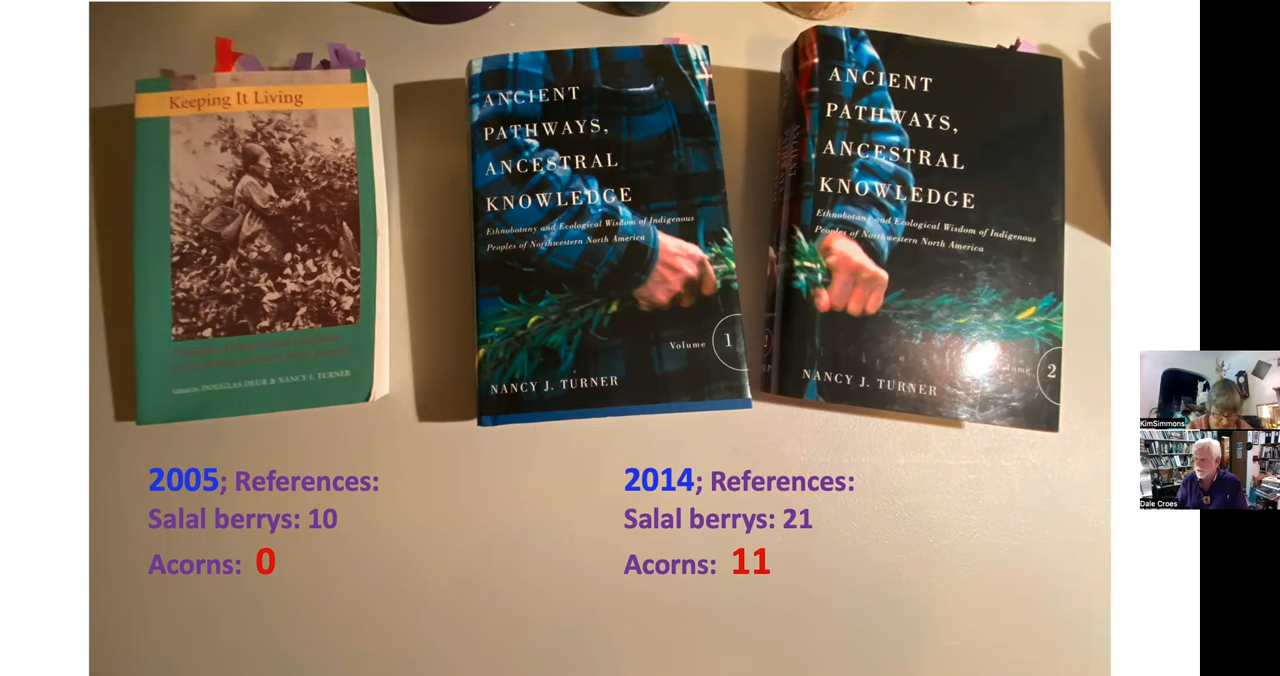 Keeping It Living
Edited by DOUGLAS DEUR & NANCY J. TURNER
ANCIENT
PATHWAYS,
ANCESTRAL
KNOWLEDGE
Ethnobotany and Ecological Wisdom of Indigenous
Peoples of Northwestern North America
Volume 1
NANCY J. TURNER
ANCIENT
PATHWAYS,
ANCESTRAL
KNOWLEDGE
Ethnobotany and Ecological Wisdom of Indigenous
Peoples of Northwestern North America
Volume 2
NANCY J. TURNER
2005; References:
Salal berrys: 10
Acorns: 0
2014; References:
Salal berrys: 21
Acorns: 11
KimSimmons
Dale Croes